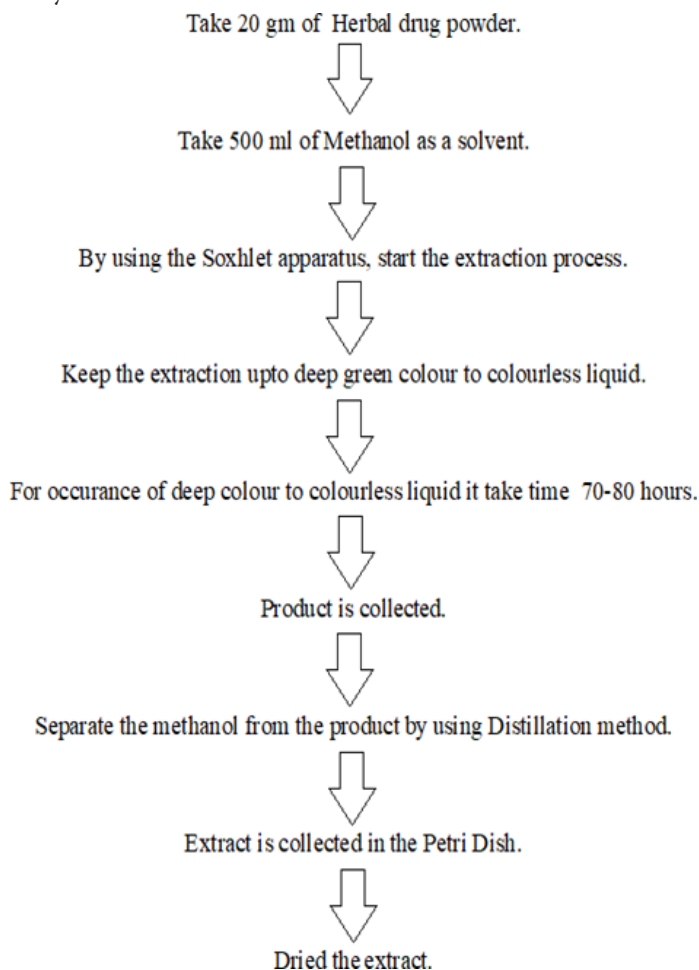 Take 20 gm of Herbal drug powder.
Take 500 ml of Methanol as a solvent.
By using the Soxhlet apparatus, start the extraction process.
Keep the extraction upto deep green colour to colourless liquid.
For occurance of deep colour to colourless liquid it take time 70-80 hours.
Product is collected.
Separate the methanol from the product by using Distillation method.
Extract is collected in the Petri Dish.
Dried the extract.